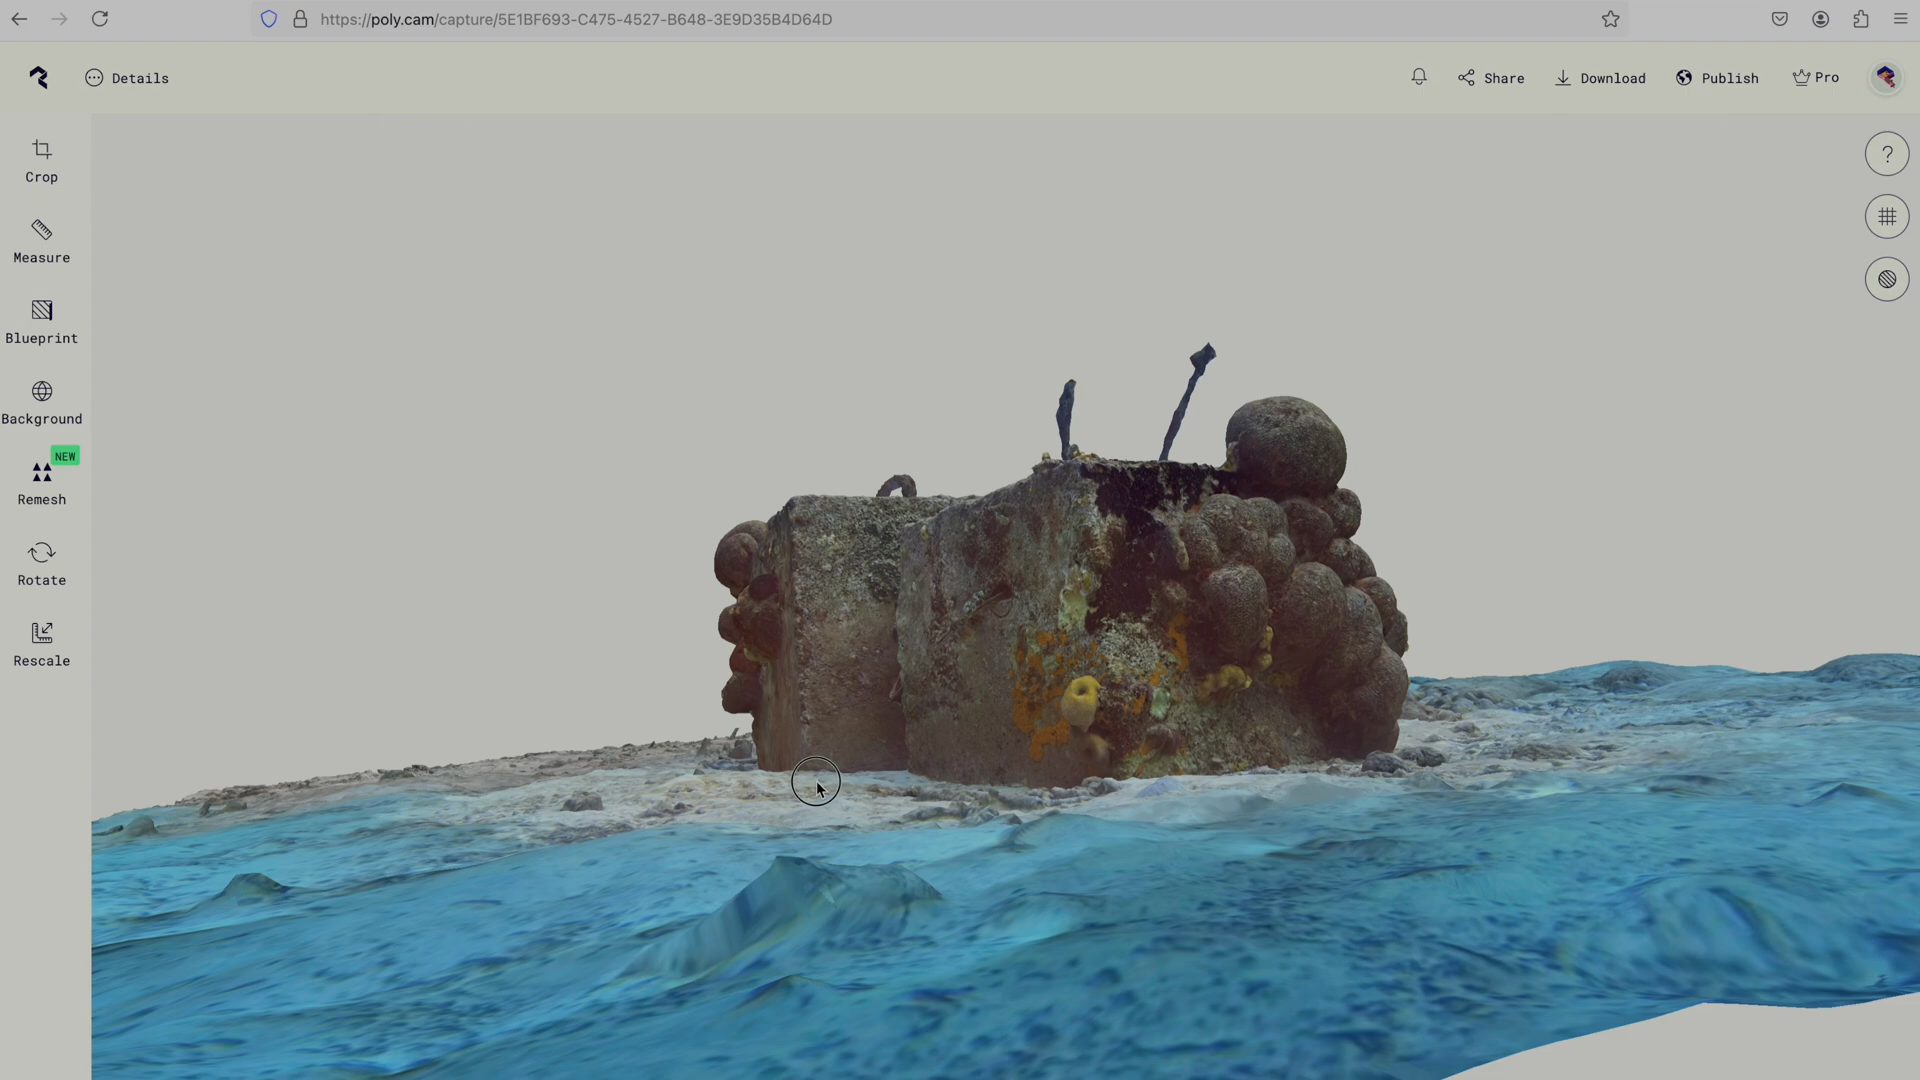 https://poly.cam/capture/5E1BF693-C475-4527-B648-3E9D35B4D64D
Details
Share
Download
Publish
Pro
Crop
?
Measure
Blueprint
Background
NEW
Remesh
Rotate
Rescale